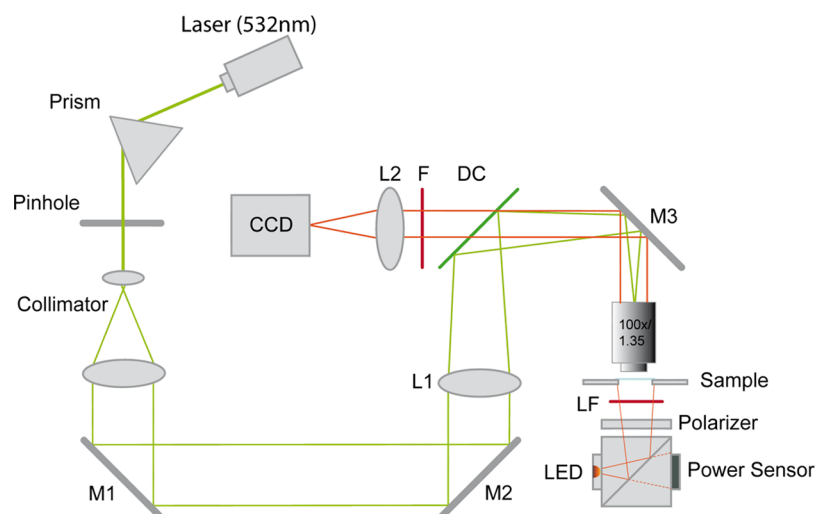 Laser (532nm)
Prism
L2 F DC
Pinhole
M3
CCD
Collimator
100x/
1.35
L1
Sample
LF
Polarizer
LED
Power Sensor
M1
M2